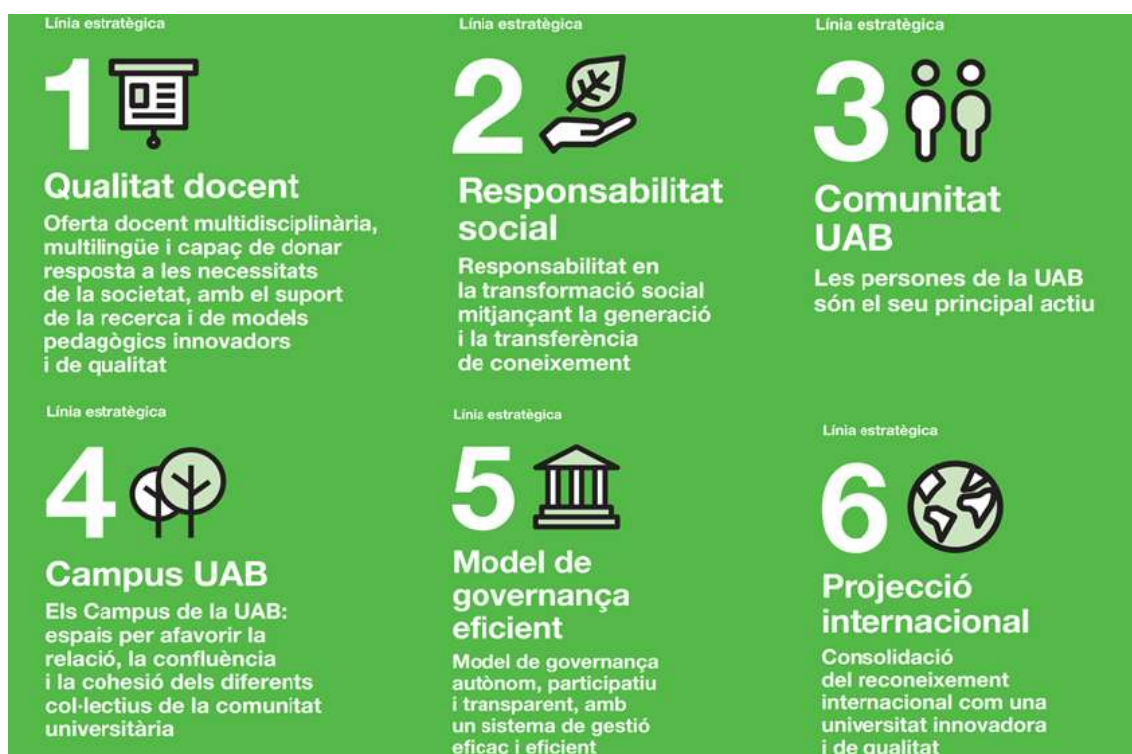 Línia estratègica
1
Qualitat docent
Oferta docent multidisciplinària,
multilingüe i capaç de donar
resposta a les necessitats
de la societat, amb el suport
de la recerca i de models
pedagògics innovadors
i de qualitat
Línia estratègica
2
Responsabilitat
social
Responsabilitat en
la transformació social
mitjançant la generació
i la transferència
de coneixement
Línia estratègica
3
Comunitat
UAB
Les persones de la UAB
són el seu principal actiu
Línia estratègica
4
Campus UAB
Els Campus de la UAB:
espais per afavorir la
relació, la confluència
i la cohesió dels diferents
col·lectius de la comunitat
universitària
Línia estratègica
5
Model de
governança
eficient
Model de governança
autònom, participatiu
i transparent, amb
un sistema de gestió
eficaç i eficient
Línia estratègica
6
Projecció
internacional
Consolidació
del reconeixement
internacional com una
universitat innovadora
i de qualitat